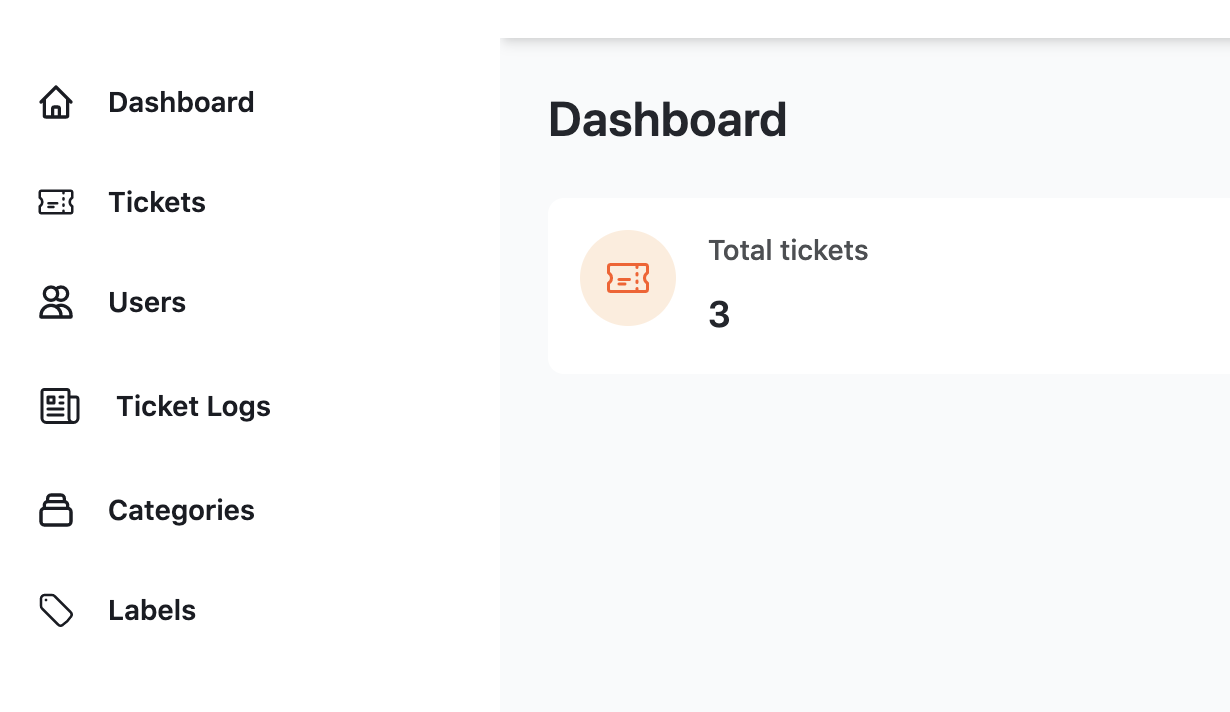 Dashboard
Tickets
Users
Ticket Logs
Categories
Labels
Dashboard
Total tickets
3